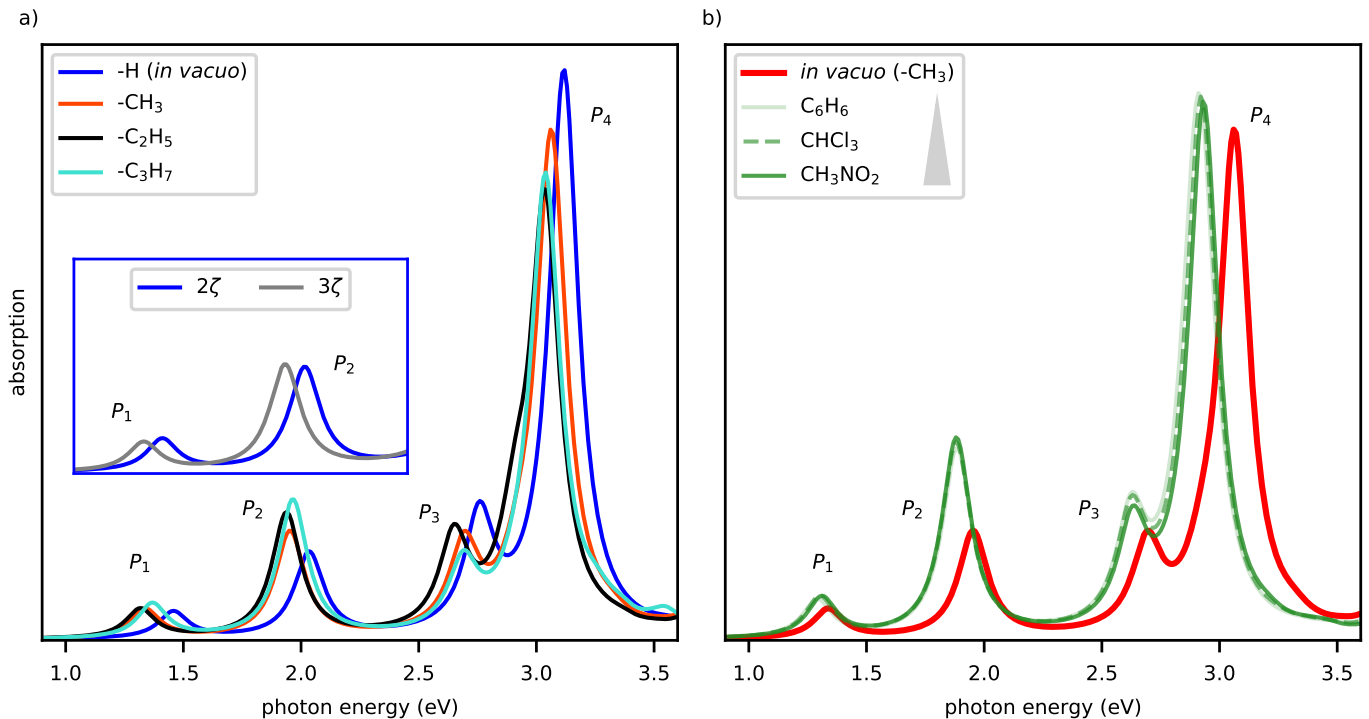 a)
-H (in vacuo)
-CH₃
-C₂H₅
-C₃H₇
P₄
2ζ 3ζ
P₂
P₁
P₂
P₃
P₁
absorption
1.0 1.5 2.0 2.5 3.0 3.5
photon energy (eV)
b)
in vacuo (-CH₃)
C₆H₆
CHCl₃
CH₃NO₂
P₄
P₂
P₃
P₁
1.0 1.5 2.0 2.5 3.0 3.5
photon energy (eV)